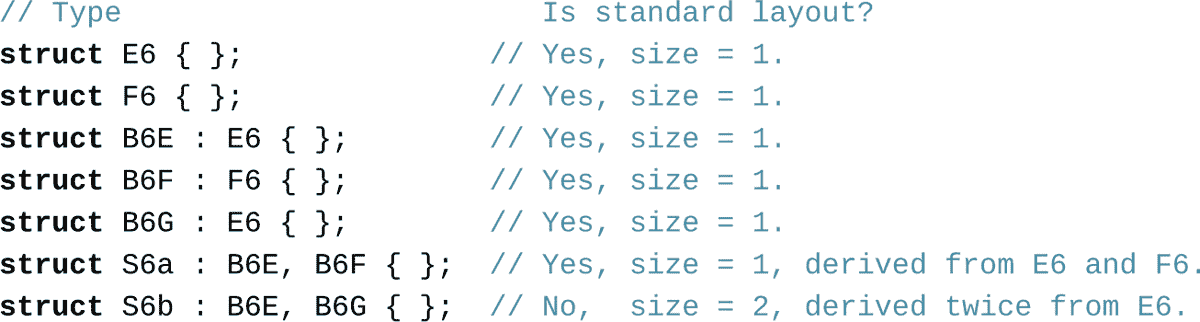 // Type                        Is standard layout?
struct E6 { };              // Yes, size = 1.
struct F6 { };              // Yes, size = 1.
struct B6E : E6 { };        // Yes, size = 1.
struct B6F : F6 { };        // Yes, size = 1.
struct B6G : E6 { };        // Yes, size = 1.
struct S6a : B6E, B6F { };  // Yes, size = 1, derived from E6 and F6.
struct S6b : B6E, B6G { };  // No,  size = 2, derived twice from E6.